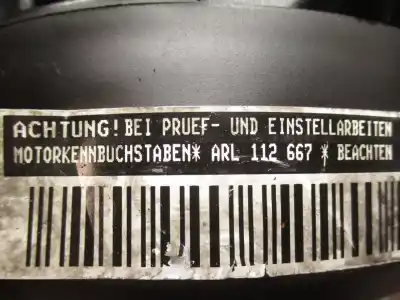 ACHTUNG! BEI PRUEF- UND EINSTELLARBEITEN
MOTORKENNBUCHSTABEN* ARL 112 667 * BEACHTEN